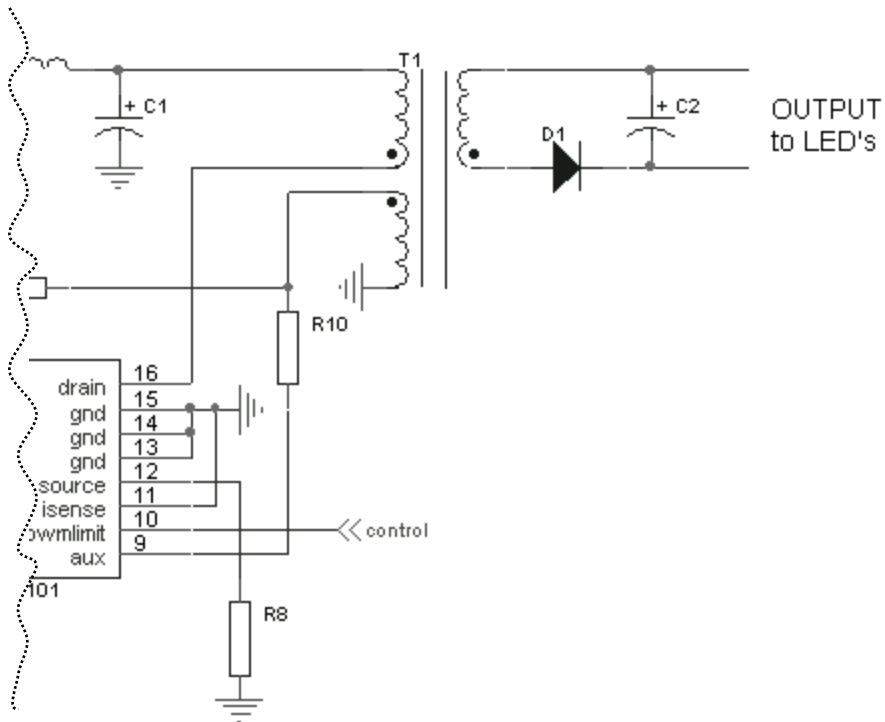 T1
+ C1
+ C2
OUTPUT
to LED's
D1
R10
drain 16
gnd 15
gnd 14
gnd 13
source 12
isense 11
pwmlimit 10
aux 9
control
101
R8